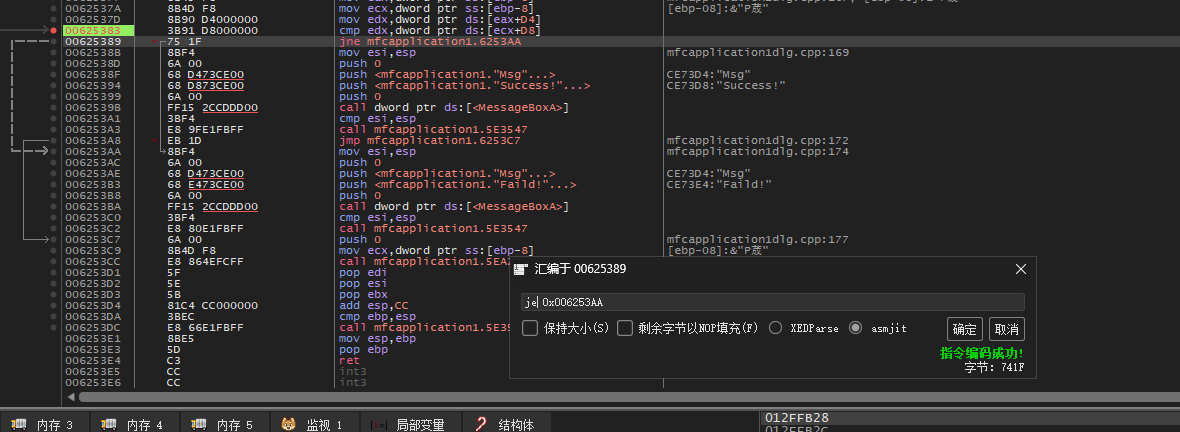 0062537A 8B4D F8 mov ecx,dword ptr ss:[ebp-8] [ebp-08]:&"P荿
0062537D 8B90 D4000000 mov edx,dword ptr ds:[eax+D4]
00625383 3B91 D8000000 cmp edx,dword ptr ds:[ecx+D8]
00625389 75 1F jne mfcapplication1.6253AA
0062538B 8BF4 mov esi,esp mfcapplication1dlg.cpp:169
0062538D 6A 00 push 0
0062538F 68 D473CE00 push <mfcapplication1."Msg"...> CE73D4:"Msg"
00625394 68 D873CE00 push <mfcapplication1."Success!"...> CE73D8:"Success!"
00625399 6A 00 push 0
0062539B FF15 2CCDDD00 call dword ptr ds:[<MessageBoxA>]
006253A1 3BF4 cmp esi,esp
006253A3 E8 9FE1FBFF call mfcapplication1.5E3547
006253A8 EB 1D jmp mfcapplication1.6253C7 mfcapplication1dlg.cpp:172
006253AA 8BF4 mov esi,esp mfcapplication1dlg.cpp:174
006253AC 6A 00 push 0
006253AE 68 D473CE00 push <mfcapplication1."Msg"...> CE73D4:"Msg"
006253B3 68 E473CE00 push <mfcapplication1."Faild!"...> CE73E4:"Faild!"
006253B8 6A 00 push 0
006253BA FF15 2CCDDD00 call dword ptr ds:[<MessageBoxA>]
006253C0 3BF4 cmp esi,esp
006253C2 E8 80E1FBFF call mfcapplication1.5E3547
006253C7 6A 00 push 0 mfcapplication1dlg.cpp:177
006253C9 8B4D F8 mov ecx,dword ptr ss:[ebp-8] [ebp-08]:&"P荿
006253CC E8 864EFCFF call mfcapplication1.5EA
006253D1 5F pop edi
006253D2 5E pop esi
006253D3 5B pop ebx
006253D4 81C4 CC000000 add esp,CC
006253DA 3BEC cmp ebp,esp
006253DC E8 66E1FBFF call mfcapplication1.5E35
006253E1 8BE5 mov esp,ebp
006253E3 5D pop ebp
006253E4 C3 ret
006253E5 CC int3
006253E6 CC int3
汇编于 00625389
je 0x006253AA
保持大小(S) 剩余字节以NOP填充(F) XEDParse asmjit 确定 取消
指令编码成功!
字节: 741F
内存 3 内存 4 内存 5 监视 1 局部变量 结构体
012FFB28
012FFB2C